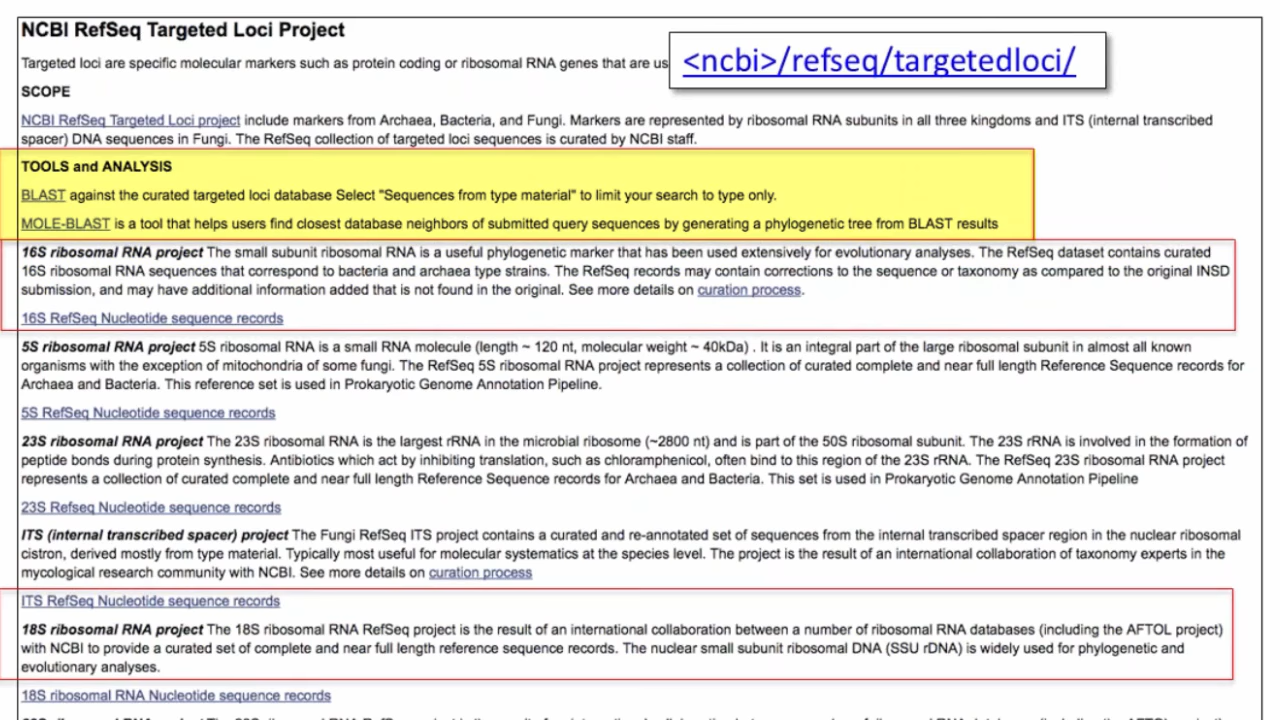 NCBI RefSeq Targeted Loci Project
<ncbi>/refseq/targetedloci/
Targeted loci are specific molecular markers such as protein coding or ribosomal RNA genes that are us
SCOPE
NCBI RefSeq Targeted Loci project include markers from Archaea, Bacteria, and Fungi. Markers are represented by ribosomal RNA subunits in all three kingdoms and ITS (internal transcribed
spacer) DNA sequences in Fungi. The RefSeq collection of targeted loci sequences is curated by NCBI staff.
TOOLS and ANALYSIS
BLAST against the curated targeted loci database Select "Sequences from type material" to limit your search to type only.
MOLE-BLAST is a tool that helps users find closest database neighbors of submitted query sequences by generating a phylogenetic tree from BLAST results
16S ribosomal RNA project The small subunit ribosomal RNA is a useful phylogenetic marker that has been used extensively for evolutionary analyses. The RefSeq dataset contains curated
16S ribosomal RNA sequences that correspond to bacteria and archaea type strains. The RefSeq records may contain corrections to the sequence or taxonomy as compared to the original INSD
submission, and may have additional information added that is not found in the original. See more details on curation process.
16S RefSeq Nucleotide sequence records
5S ribosomal RNA project 5S ribosomal RNA is a small RNA molecule (length ~ 120 nt, molecular weight ~ 40kDa) . It is an integral part of the large ribosomal subunit in almost all known
organisms with the exception of mitochondria of some fungi. The RefSeq 5S ribosomal RNA project represents a collection of curated complete and near full length Reference Sequence records for
Archaea and Bacteria. This reference set is used in Prokaryotic Genome Annotation Pipeline.
5S RefSeq Nucleotide sequence records
23S ribosomal RNA project The 23S ribosomal RNA is the largest rRNA in the microbial ribosome (~2800 nt) and is part of the 50S ribosomal subunit. The 23S rRNA is involved in the formation of
peptide bonds during protein synthesis. Antibiotics which act by inhibiting translation, such as chloramphenicol, often bind to this region of the 23S rRNA. The RefSeq 23S ribosomal RNA project
represents a collection of curated complete and near full length Reference Sequence records for Archaea and Bacteria. This set is used in Prokaryotic Genome Annotation Pipeline
23S Refseq Nucleotide sequence records
ITS (internal transcribed spacer) project The Fungi RefSeq ITS project contains a curated and re-annotated set of sequences from the internal transcribed spacer region in the nuclear ribosomal
cistron, derived mostly from type material. Typically most useful for molecular systematics at the species level. The project is the result of an international collaboration of taxonomy experts in the
mycological research community with NCBI. See more details on curation process
ITS RefSeq Nucleotide sequence records
18S ribosomal RNA project The 18S ribosomal RNA RefSeq project is the result of an international collaboration between a number of ribosomal RNA databases (including the AFTOL project)
with NCBI to provide a curated set of complete and near full length reference sequence records. The nuclear small subunit ribosomal DNA (SSU rDNA) is widely used for phylogenetic and
evolutionary analyses.
18S ribosomal RNA Nucleotide sequence records